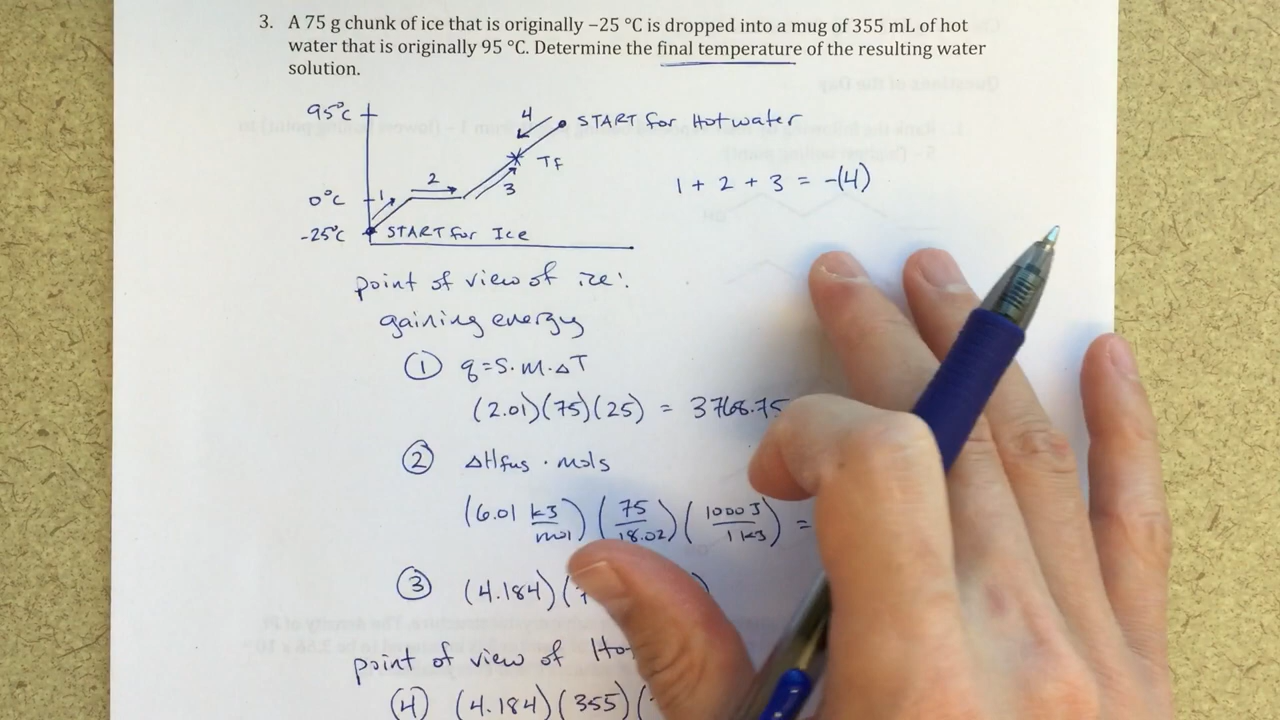 3. A 75 g chunk of ice that is originally −25 °C is dropped into a mug of 355 mL of hot
water that is originally 95 °C. Determine the final temperature of the resulting water
solution.
95°C
4
START for Hot water
TF
2
3
1 + 2 + 3 = -(4)
0°C
1
-25°C
START for Ice
point of view of ice:
gaining energy
① q=S·M·ΔT
(2.01)(75)(25) = 3768.75
② ΔHfus · mols
(6.01 kJ/mol)(75/18.02)(1000 J/1 kJ) =
③ (4.184)(
point of view of Hot
(4) (4.184)(355)(